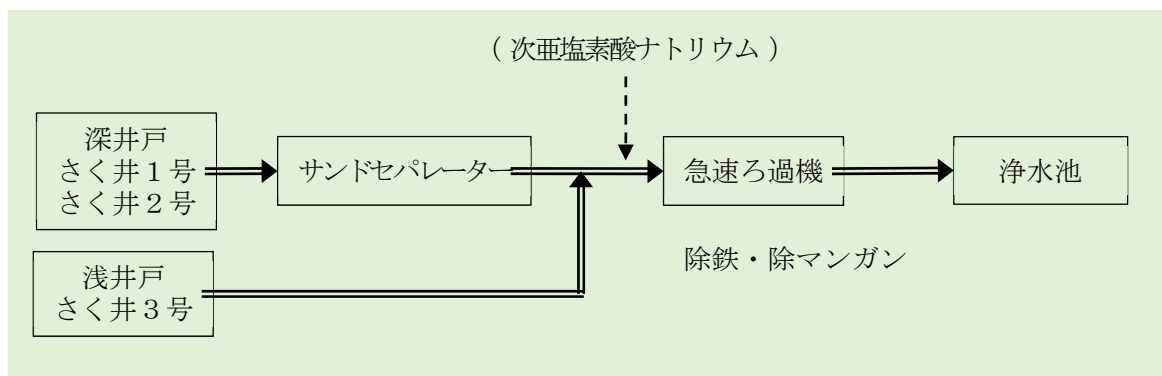 （次亜塩素酸ナトリウム）
深井戸
さく井１号
さく井２号
サンドセパレーター
急速ろ過機
浄水池
除鉄・除マンガン
浅井戸
さく井３号